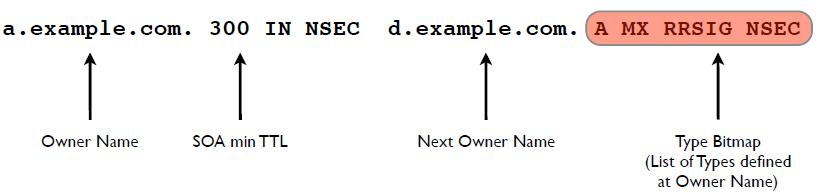 a.example.com. 300 IN NSEC d.example.com. A MX RRSIG NSEC
Owner Name
SOA min TTL
Next Owner Name
Type Bitmap
(List of Types defined
at Owner Name)